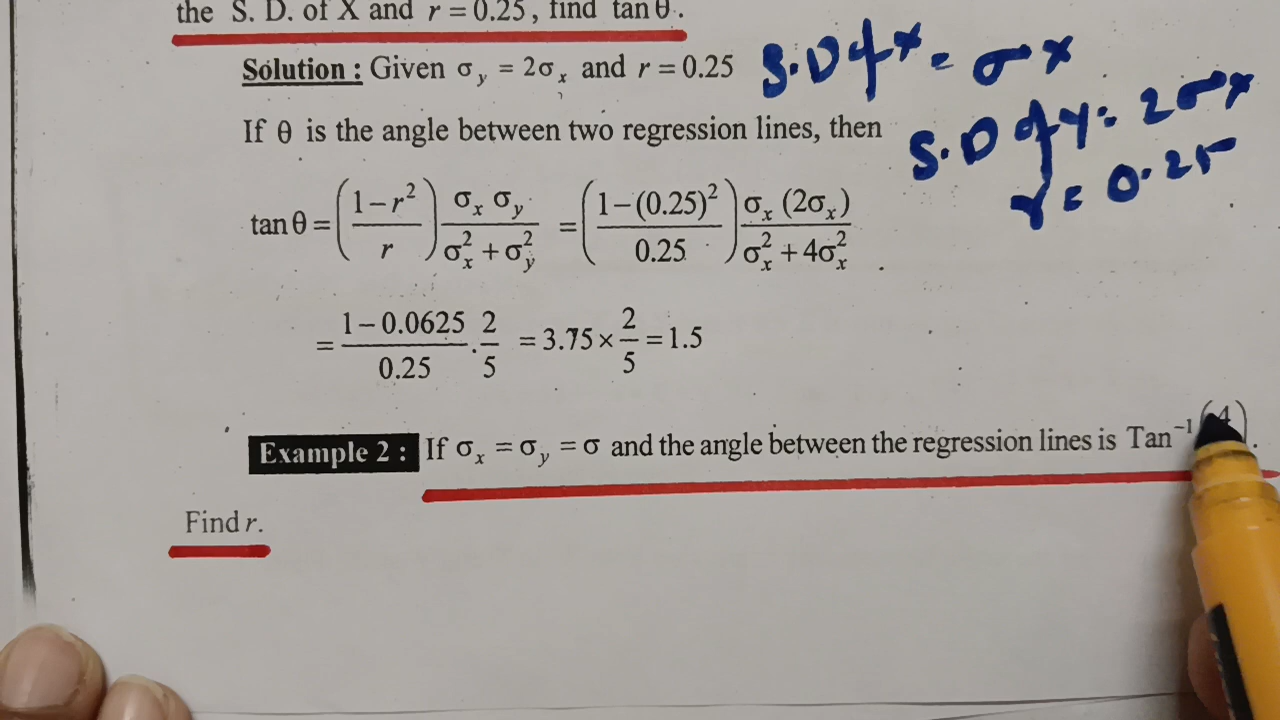 the S. D. of X and r = 0.25, find tan θ.
Solution : Given σ_y = 2σ_x and r = 0.25
S.D of x = σx
If θ is the angle between two regression lines, then
S.D of y = 2σx
r = 0.25
tan θ = ((1 − r²)/r) (σ_x σ_y)/(σ_x² + σ_y²) = ((1 − (0.25)²)/0.25) (σ_x (2σ_x))/(σ_x² + 4σ_x²)
= (1 − 0.0625)/0.25 . 2/5 = 3.75 × 2/5 = 1.5
Example 2 : If σ_x = σ_y = σ and the angle between the regression lines is Tan⁻¹(4
Find r.